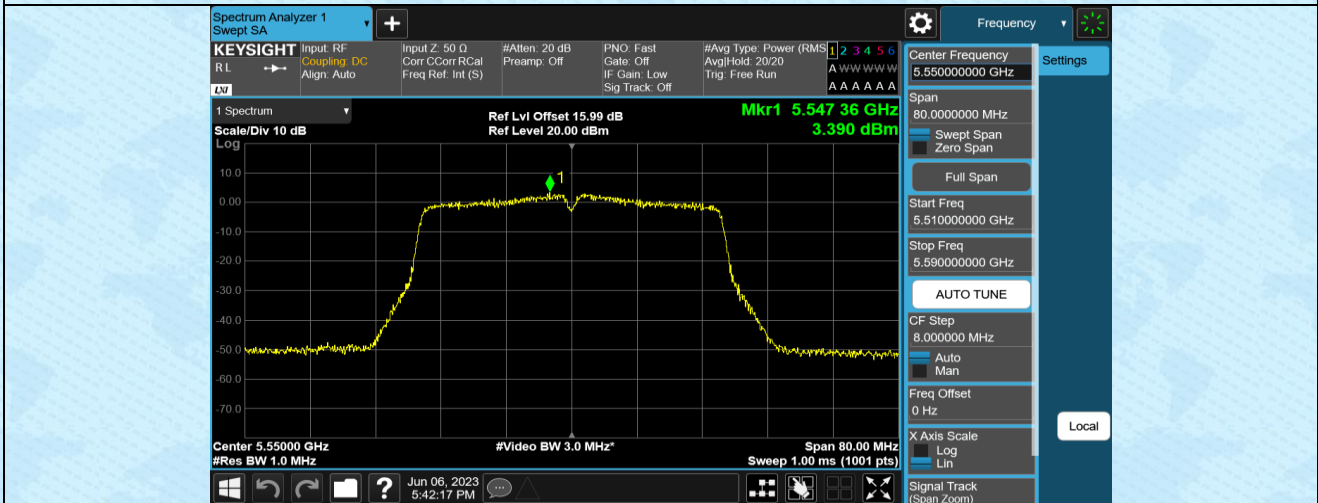 Spectrum Analyzer 1
Swept SA
Frequency
KEYSIGHT
RL
LXI
Input: RF
Coupling: DC
Align: Auto
Input Z: 50 Ω
Corr CCorr RCal
Freq Ref: Int (S)
#Atten: 20 dB
Preamp: Off
PNO: Fast
Gate: Off
IF Gain: Low
Sig Track: Off
#Avg Type: Power (RMS
Avg|Hold: 20/20
Trig: Free Run
1 2 3 4 5 6
A W W W W W
A A A A A A
1 Spectrum
Scale/Div 10 dB
Log
Ref Lvl Offset 15.99 dB
Ref Level 20.00 dBm
Mkr1 5.547 36 GHz
3.390 dBm
1
10.0
0.00
-10.0
-20.0
-30.0
-40.0
-50.0
-60.0
-70.0
Center 5.55000 GHz
#Res BW 1.0 MHz
#Video BW 3.0 MHz*
Span 80.00 MHz
Sweep 1.00 ms (1001 pts)
Center Frequency
5.550000000 GHz
Settings
Span
80.0000000 MHz
Swept Span
Zero Span
Full Span
Start Freq
5.510000000 GHz
Stop Freq
5.590000000 GHz
AUTO TUNE
CF Step
8.000000 MHz
Auto
Man
Freq Offset
0 Hz
X Axis Scale
Log
Lin
Local
Signal Track
(Span Zoom)
?
Jun 06, 2023
5:42:17 PM